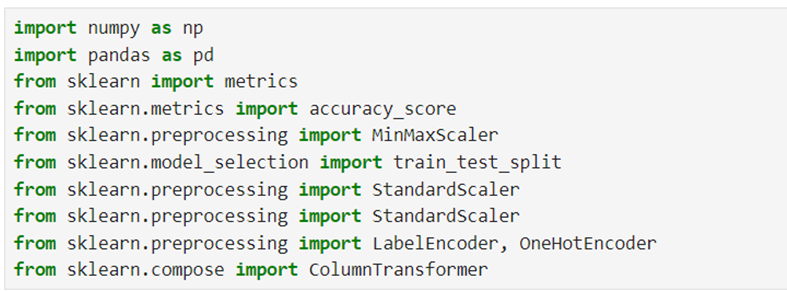 import numpy as np
import pandas as pd
from sklearn import metrics
from sklearn.metrics import accuracy_score
from sklearn.preprocessing import MinMaxScaler
from sklearn.model_selection import train_test_split
from sklearn.preprocessing import StandardScaler
from sklearn.preprocessing import StandardScaler
from sklearn.preprocessing import LabelEncoder, OneHotEncoder
from sklearn.compose import ColumnTransformer